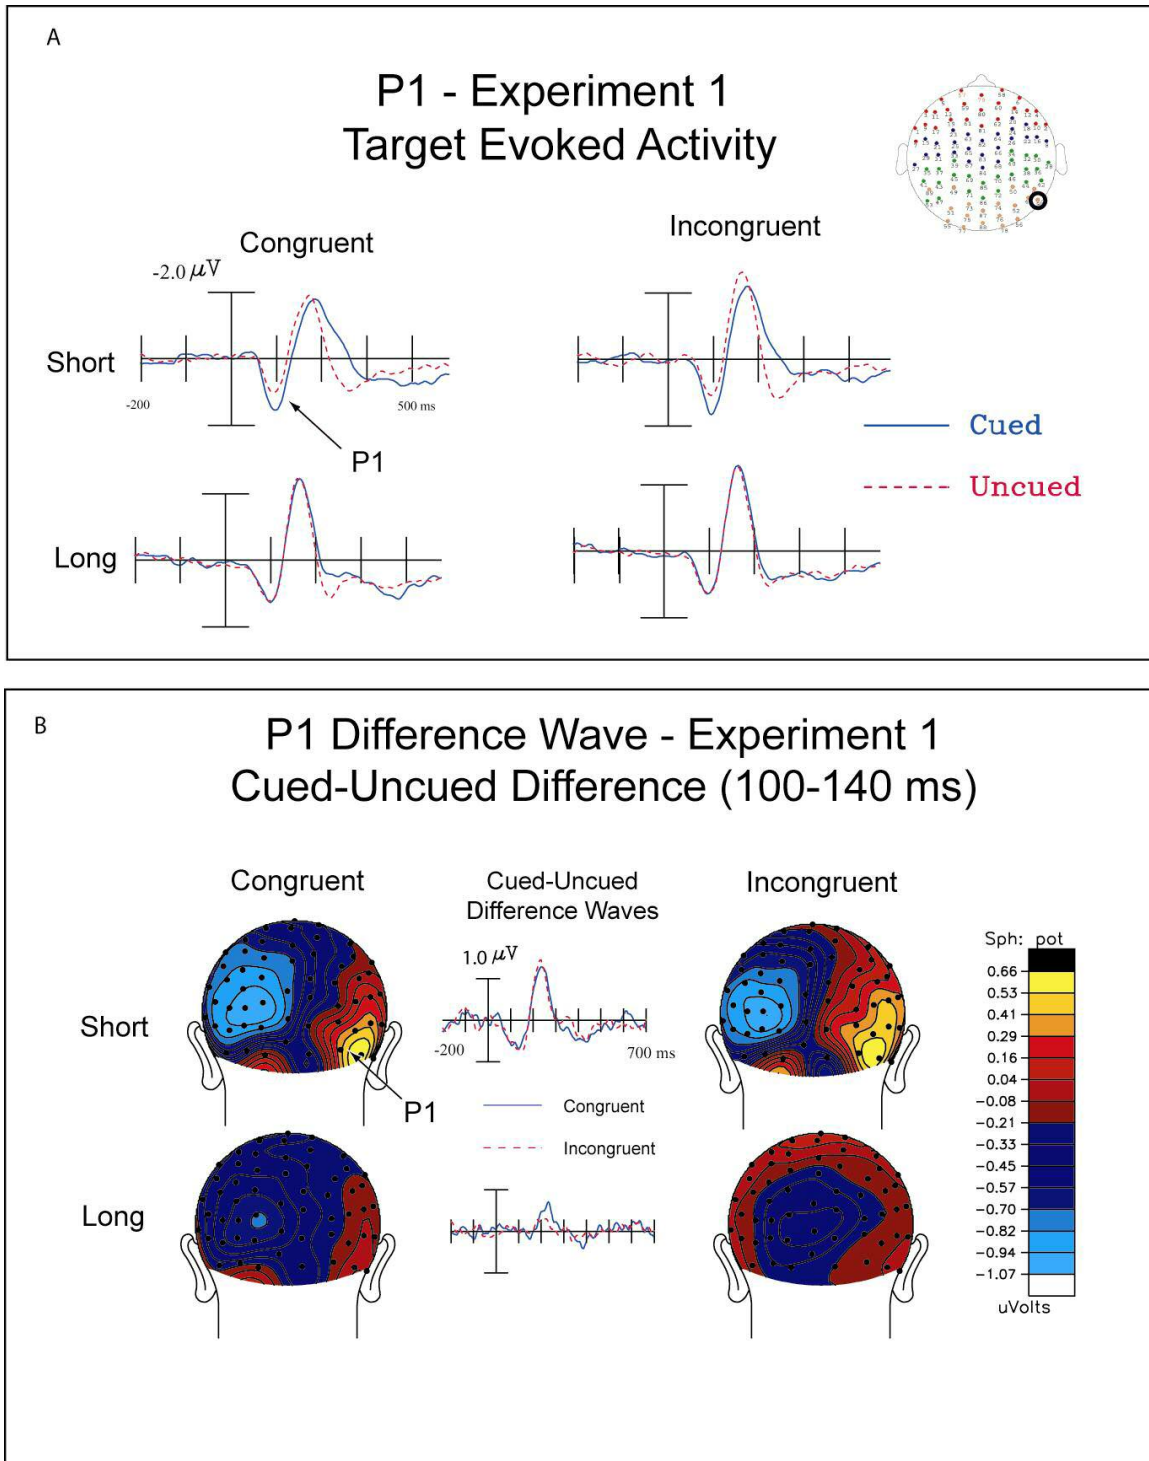 A
P1 - Experiment 1
Target Evoked Activity
Congruent
Incongruent
-2.0 μV
Short
-200
500 ms
P1
Cued
Uncued
Long
B
P1 Difference Wave - Experiment 1
Cued-Uncued Difference (100-140 ms)
Congruent
Cued-Uncued
Difference Waves
Incongruent
1.0 μV
Short
-200
700 ms
P1
Congruent
Incongruent
Long
Sph: pot
0.66
0.53
0.41
0.29
0.16
0.04
-0.08
-0.21
-0.33
-0.45
-0.57
-0.70
-0.82
-0.94
-1.07
uVolts